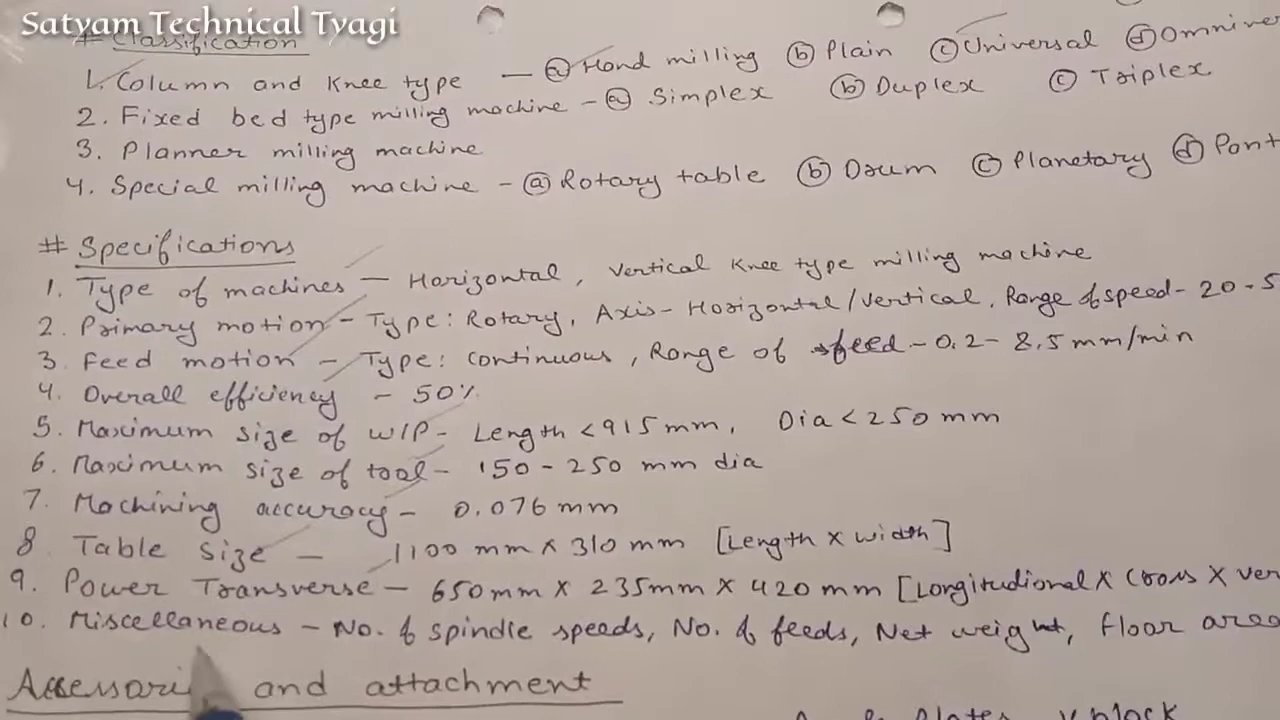 Satyam Technical Tyagi
# Classification
1. Column and Knee type — (a) Hand milling (b) Plain (c) Universal (d) Omniver
2. Fixed bed type milling machine - (a) Simplex (b) Duplex (c) Triplex
3. Planner milling machine
4. Special milling machine - (a) Rotary table (b) Drum (c) Planetary (d) Pant
# Specifications
1. Type of machines — Horizontal, Vertical Knee type milling machine
2. Primary motion - Type: Rotary, Axis - Horizontal/Vertical, Range of speed - 20-5
3. Feed motion - Type: Continuous, Range of feed - 0.2 - 8.5 mm/min
4. Overall efficiency - 50%
5. Maximum size of W/P - Length < 915 mm, Dia < 250 mm
6. Maximum size of tool - 150 - 250 mm dia
7. Machining accuracy - 0.076 mm
8 Table Size — 1100 mm x 310 mm [Length x width]
9. Power Transverse - 650mm x 235mm x 420 mm [Longitudional x Cross x Ver
10. Miscellaneous - No. of spindle speeds, No. of feeds, Net weight, Floor area
Accessori and attachment
Plates, V block